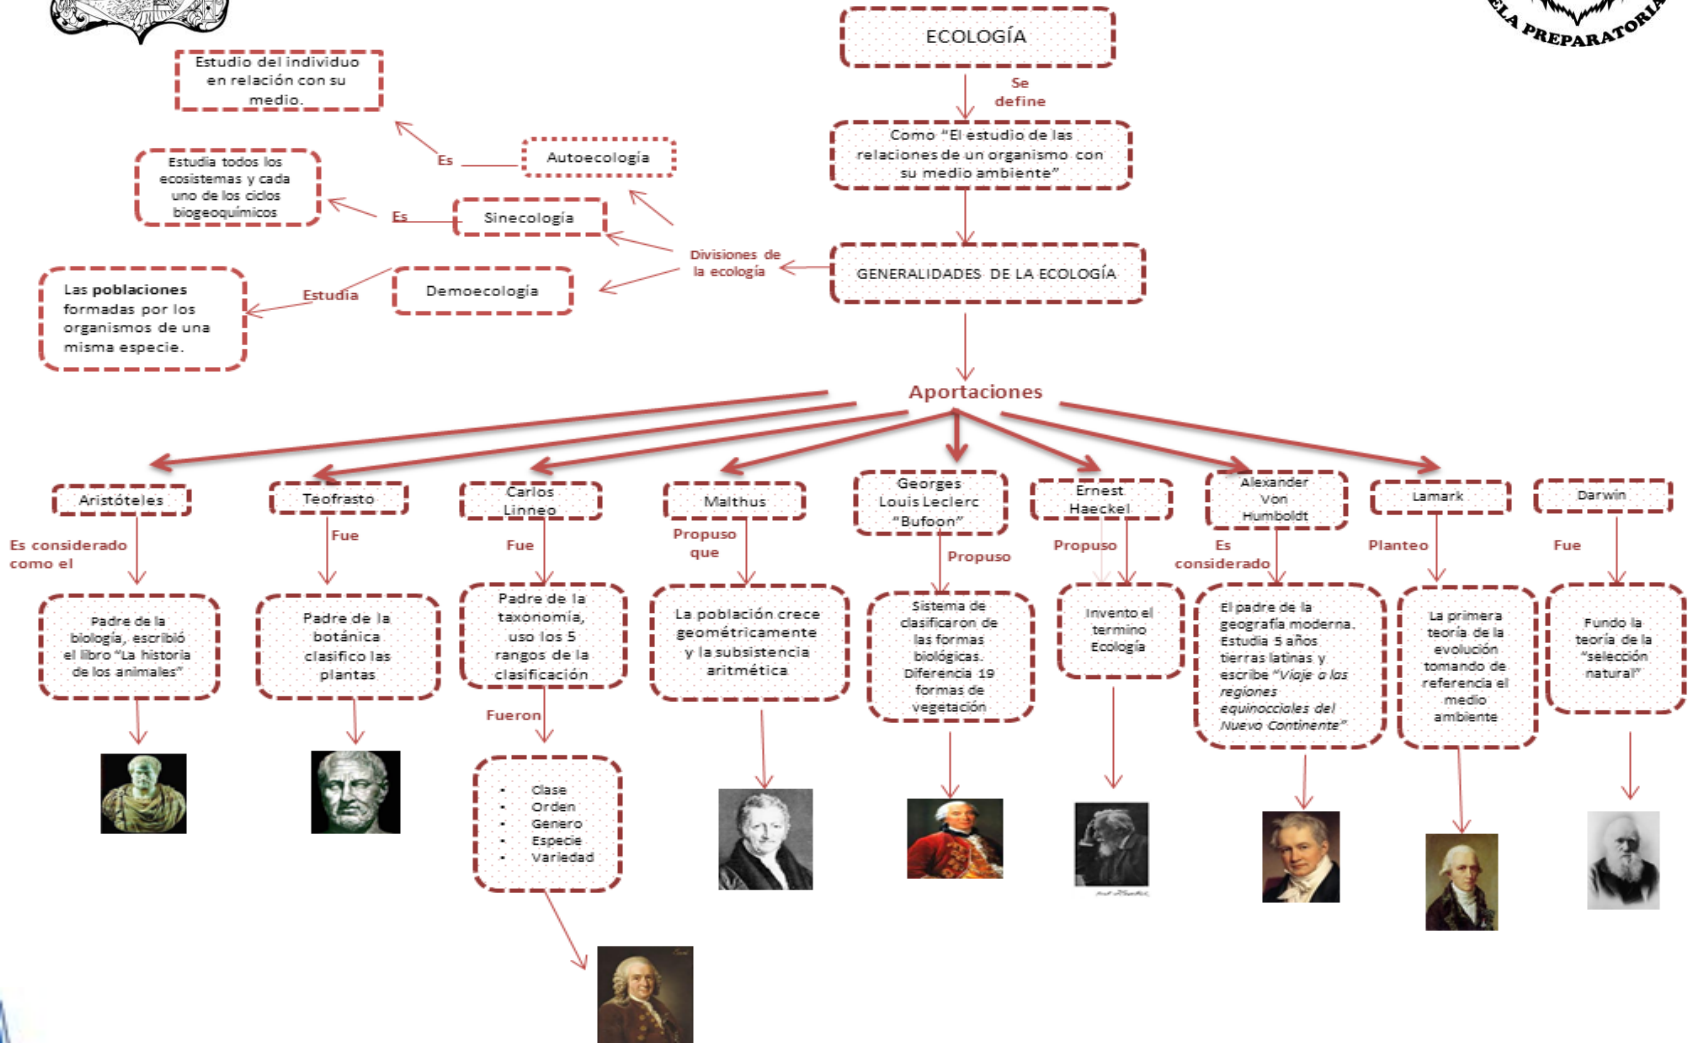 ELA PREPARATORIA
ECOLOGÍA
Se
define
Como “El estudio de las
relaciones de un organismo con
su medio ambiente”
GENERALIDADES DE LA ECOLOGÍA
Divisiones de
la ecología
Autoecología
Es
Estudio del individuo
en relación con su
medio.
Sinecología
Es
Estudia todos los
ecosistemas y cada
uno de los ciclos
biogeoquímicos
Demoecología
Estudia
Las poblaciones
formadas por los
organismos de una
misma especie.
Aportaciones
Aristóteles
Es considerado
como el
Padre de la
biología, escribió
el libro “La historia
de los animales”
Teofrasto
Fue
Padre de la
botánica
clasifico las
plantas
Carlos
Linneo
Fue
Padre de la
taxonomía,
uso los 5
rangos de la
clasificación
Fueron
• Clase
• Orden
• Genero
• Especie
• Variedad
Malthus
Propuso
que
La población crece
geométricamente
y la subsistencia
aritmética
Georges
Louis Leclerc
“Bufoon”
Propuso
Sistema de
clasificaron de
las formas
biológicas.
Diferencia 19
formas de
vegetación
Ernest
Haeckel
Propuso
Invento el
termino
Ecología
Alexander
Von
Humboldt
Es
considerado
El padre de la
geografía moderna.
Estudia 5 años
tierras latinas y
escribe “Viaje a las
regiones
equinocciales del
Nuevo Continente”
Lamark
Planteo
La primera
teoría de la
evolución
tomando de
referencia el
medio
ambiente
Darwin
Fue
Fundo la
teoría de la
“selección
natural”